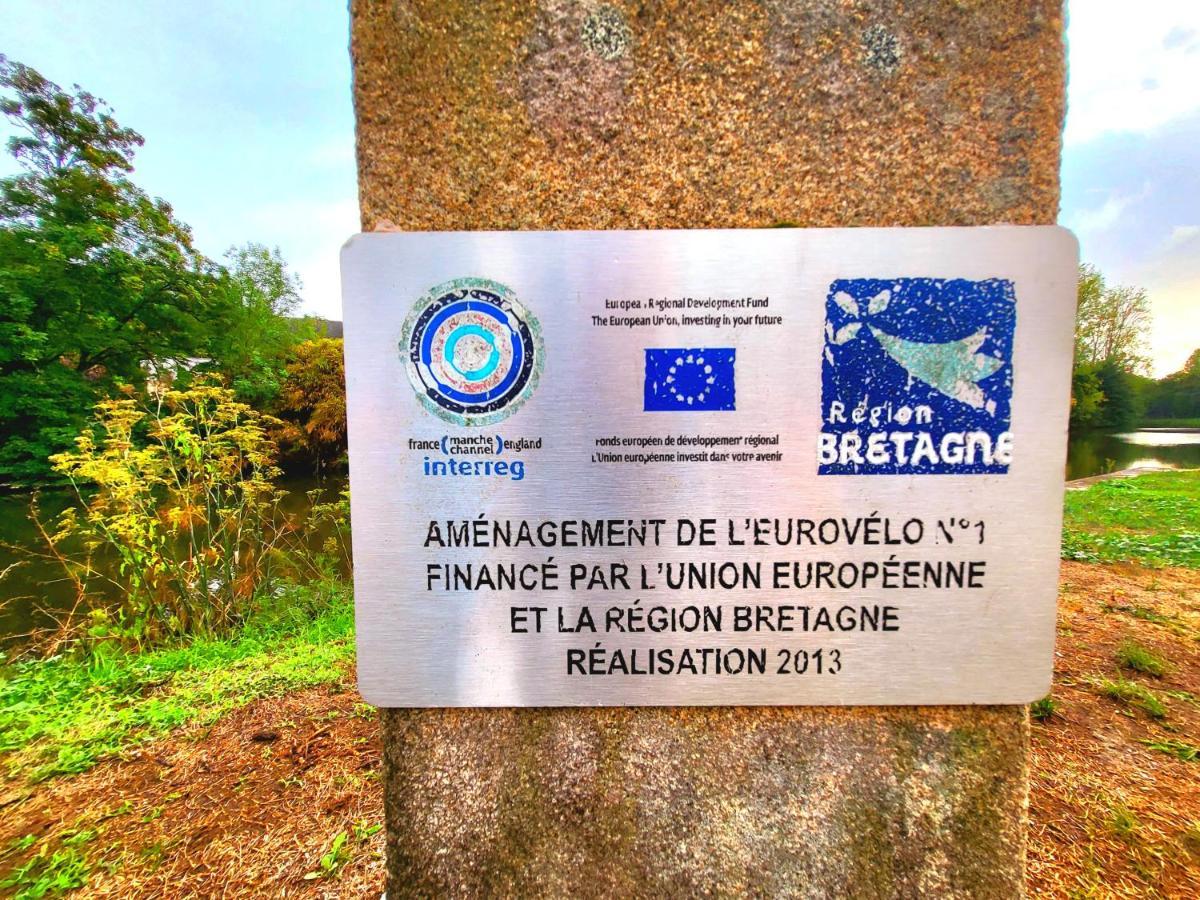 france ( manche channel ) england
interreg
European Regional Development Fund
The European Union, investing in your future
Fonds européen de développement régional
L'Union européenne investit dans votre avenir
Région
BRETAGNE
AMÉNAGEMENT DE L'EUROVÉLO N°1
FINANCÉ PAR L'UNION EUROPÉENNE
ET LA RÉGION BRETAGNE
RÉALISATION 2013